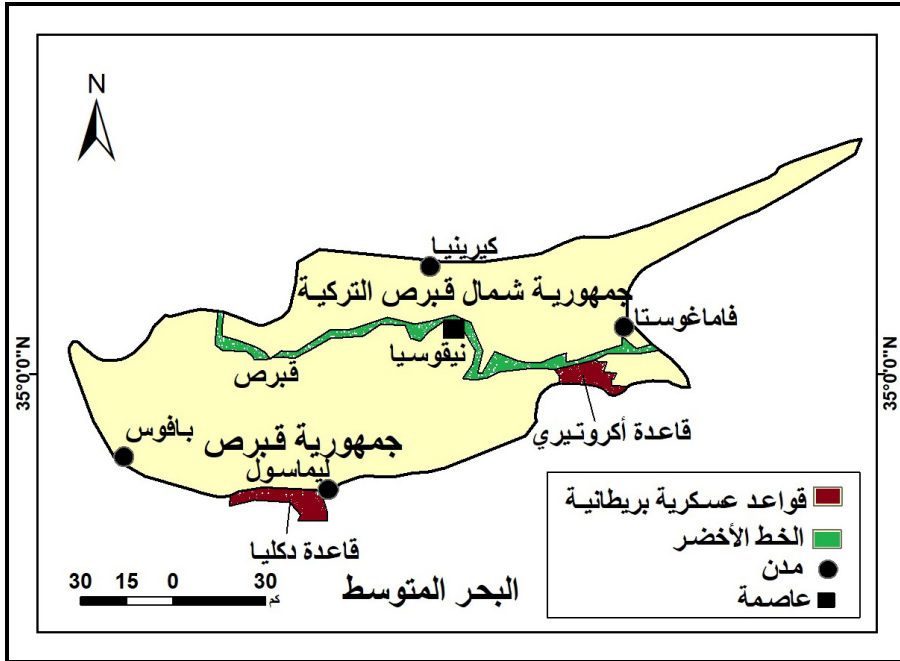 N
كيرينيا
جمهورية شمال قبرص التركية
فاماغوستا
نيقوسيا
قبرص
35°0'0"N
35°0'0"N
قاعدة أكروتيري
بافوس
جمهورية قبرص
ليماسول
قاعدة دكليا
البحر المتوسط
30 15 0 30
كم
قواعد عسكرية بريطانية
الخط الأخضر
مدن
عاصمة